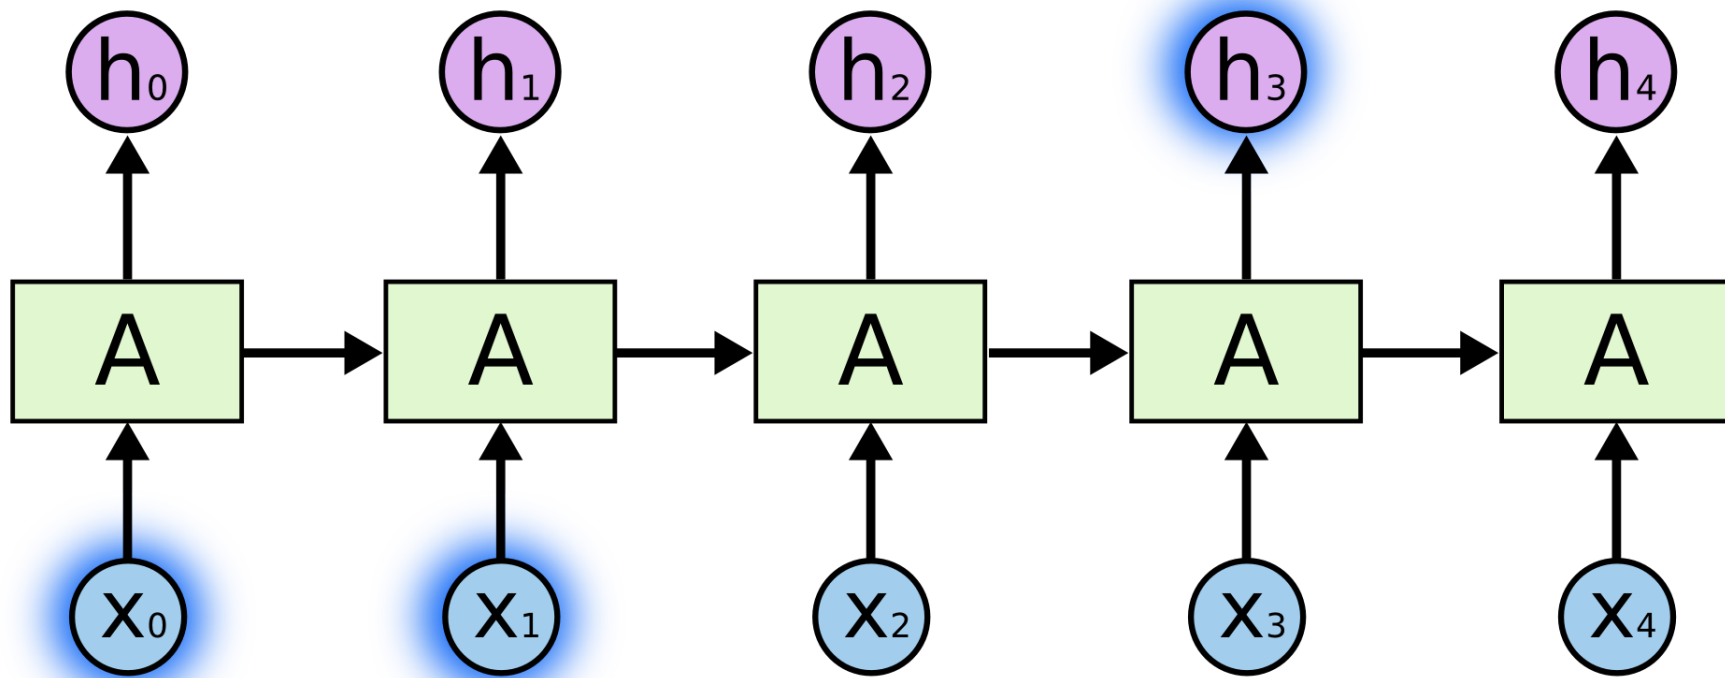 h₀ h₁ h₂ h₃ h₄
A A A A A
x₀ x₁ x₂ x₃ x₄